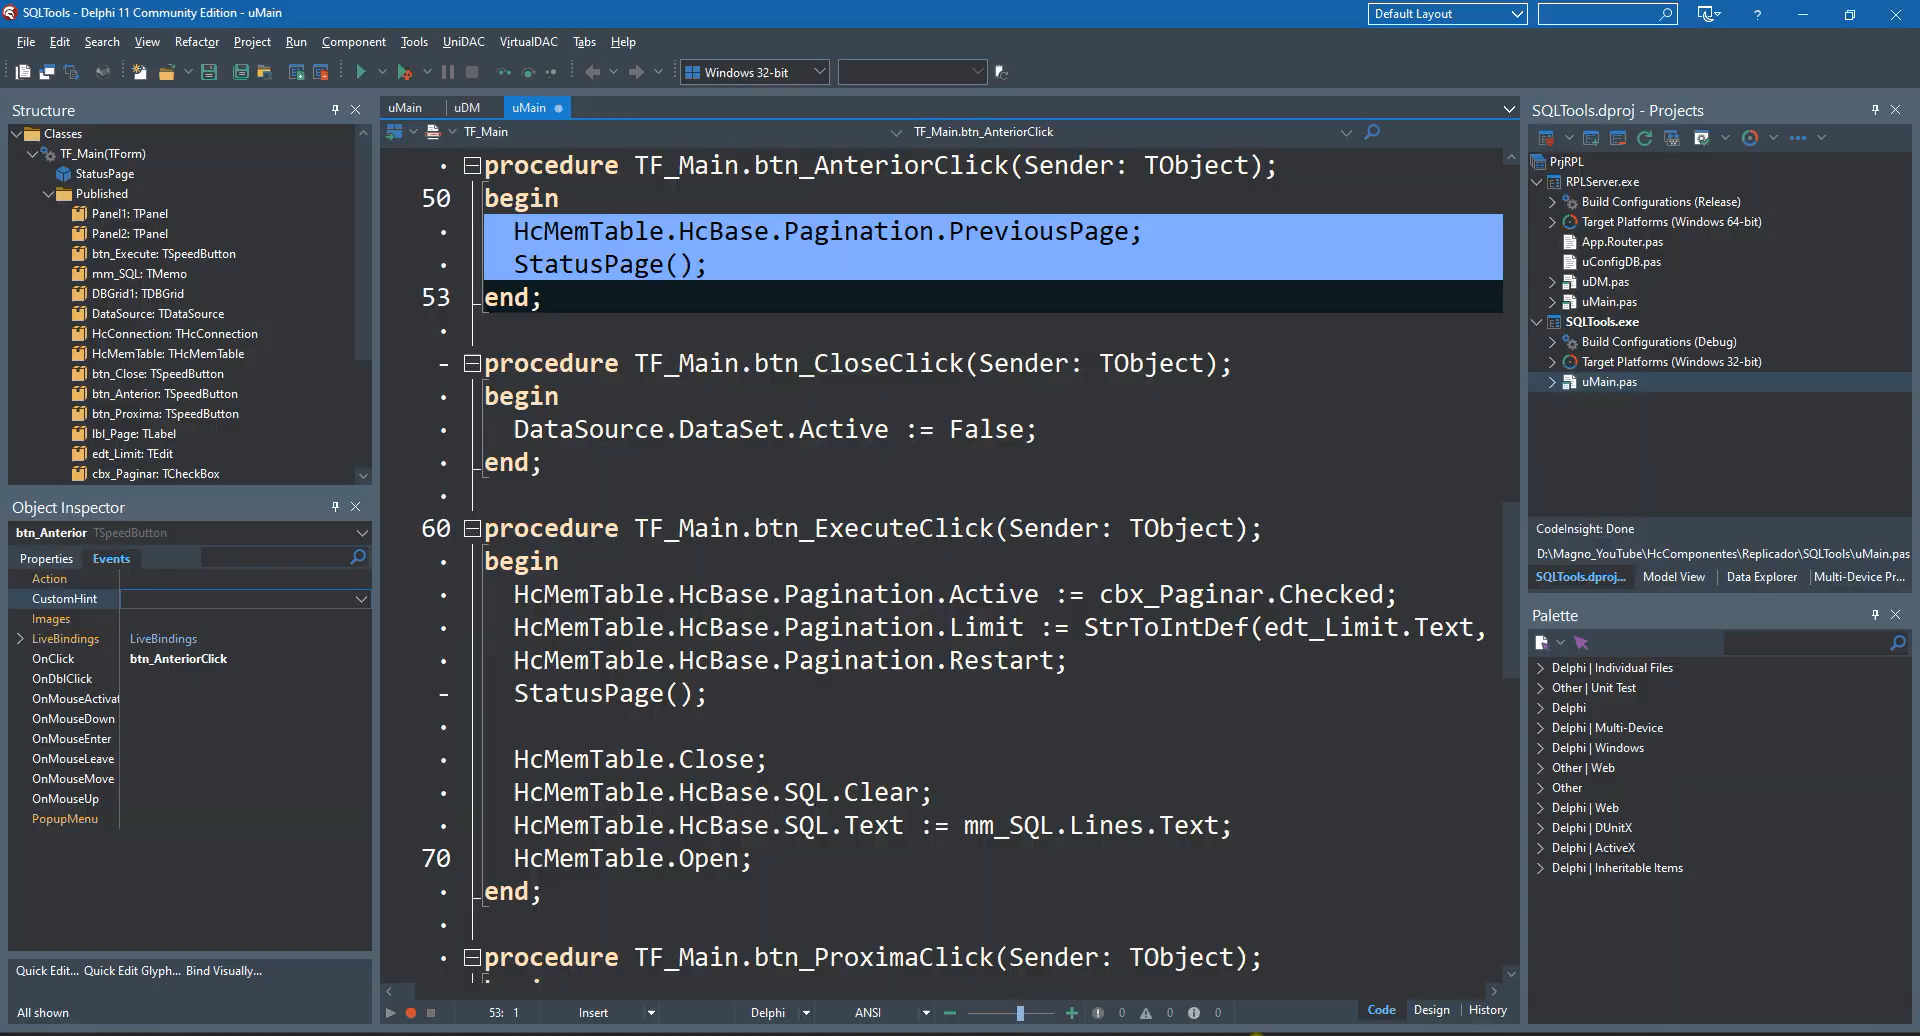 SQLTools - Delphi 11 Community Edition - uMain
Default Layout
?
File Edit Search View Refactor Project Run Component Tools UniDAC VirtualDAC Tabs Help
Windows 32-bit
Structure
Classes
TF_Main(TForm)
StatusPage
Published
Panel1: TPanel
Panel2: TPanel
btn_Execute: TSpeedButton
mm_SQL: TMemo
DBGrid1: TDBGrid
DataSource: TDataSource
HcConnection: THcConnection
HcMemTable: THcMemTable
btn_Close: TSpeedButton
btn_Anterior: TSpeedButton
btn_Proxima: TSpeedButton
lbl_Page: TLabel
edt_Limit: TEdit
cbx_Paginar: TCheckBox
Object Inspector
btn_Anterior TSpeedButton
Properties Events
Action
CustomHint
Images
LiveBindings LiveBindings
OnClick btn_AnteriorClick
OnDblClick
OnMouseActivat
OnMouseDown
OnMouseEnter
OnMouseLeave
OnMouseMove
OnMouseUp
PopupMenu
Quick Edit... Quick Edit Glyph... Bind Visually...
All shown
uMain uDM uMain
TF_Main TF_Main.btn_AnteriorClick
procedure TF_Main.btn_AnteriorClick(Sender: TObject);
50 begin
HcMemTable.HcBase.Pagination.PreviousPage;
StatusPage();
53 end;
procedure TF_Main.btn_CloseClick(Sender: TObject);
begin
DataSource.DataSet.Active := False;
end;
60 procedure TF_Main.btn_ExecuteClick(Sender: TObject);
begin
HcMemTable.HcBase.Pagination.Active := cbx_Paginar.Checked;
HcMemTable.HcBase.Pagination.Limit := StrToIntDef(edt_Limit.Text,
HcMemTable.HcBase.Pagination.Restart;
StatusPage();
HcMemTable.Close;
HcMemTable.HcBase.SQL.Clear;
HcMemTable.HcBase.SQL.Text := mm_SQL.Lines.Text;
70 HcMemTable.Open;
end;
procedure TF_Main.btn_ProximaClick(Sender: TObject);
53: 1 Insert Delphi ANSI 0 0 0 Code Design History
SQLTools.dproj - Projects
PrjRPL
RPLServer.exe
Build Configurations (Release)
Target Platforms (Windows 64-bit)
App.Router.pas
uConfigDB.pas
uDM.pas
uMain.pas
SQLTools.exe
Build Configurations (Debug)
Target Platforms (Windows 32-bit)
uMain.pas
CodeInsight: Done
D:\Magno_YouTube\HcComponentes\Replicador\SQLTools\uMain.pas
SQLTools.dproj... Model View Data Explorer Multi-Device Pr...
Palette
Delphi | Individual Files
Other | Unit Test
Delphi
Delphi | Multi-Device
Delphi | Windows
Other | Web
Other
Delphi | Web
Delphi | DUnitX
Delphi | ActiveX
Delphi | Inheritable Items